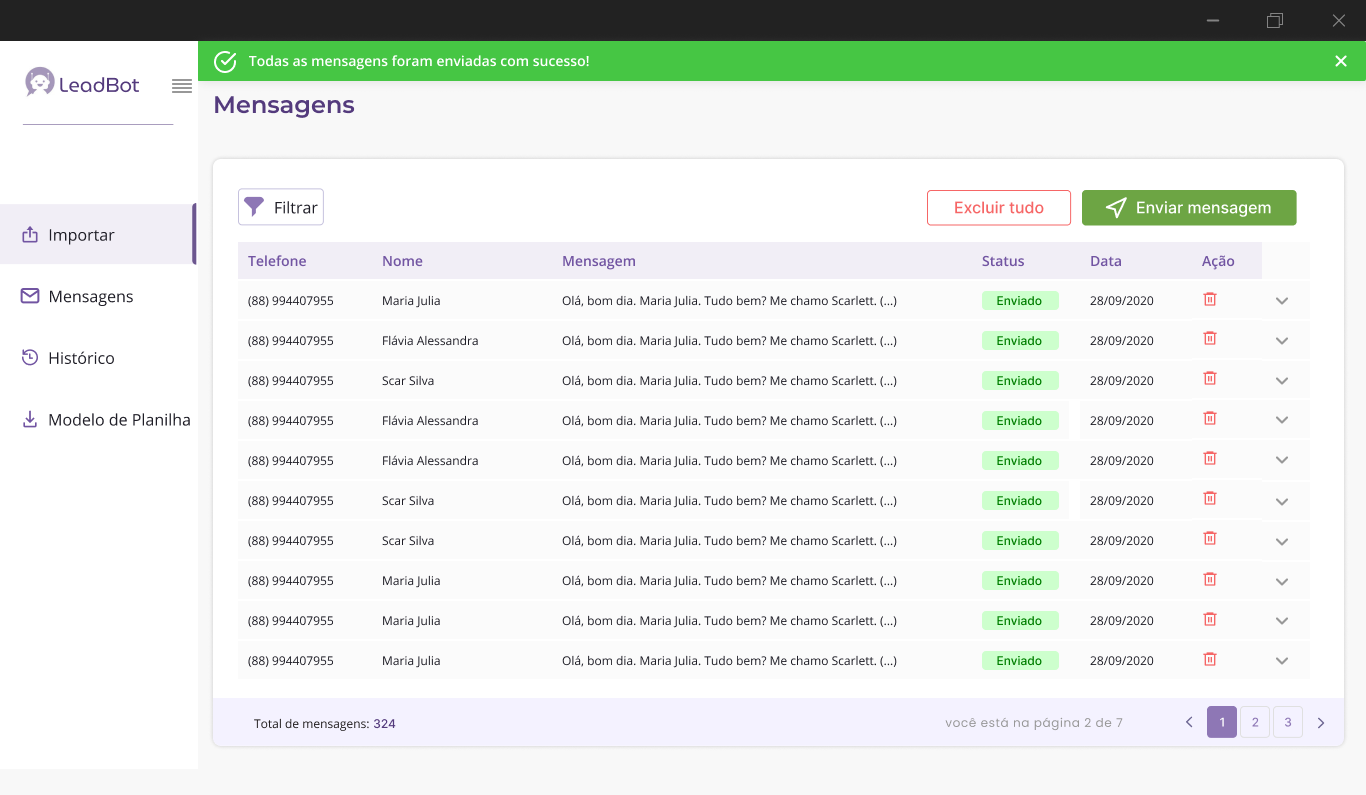 Todas as mensagens foram enviadas com sucesso!
LeadBot
Mensagens
Importar
Mensagens
Histórico
Modelo de Planilha
Filtrar
Excluir tudo
Enviar mensagem
Telefone Nome Mensagem Status Data Ação
(88) 994407955 Maria Julia Olá, bom dia. Maria Julia. Tudo bem? Me chamo Scarlett. (...) Enviado 28/09/2020
(88) 994407955 Flávia Alessandra Olá, bom dia. Maria Julia. Tudo bem? Me chamo Scarlett. (...) Enviado 28/09/2020
(88) 994407955 Scar Silva Olá, bom dia. Maria Julia. Tudo bem? Me chamo Scarlett. (...) Enviado 28/09/2020
(88) 994407955 Flávia Alessandra Olá, bom dia. Maria Julia. Tudo bem? Me chamo Scarlett. (...) Enviado 28/09/2020
(88) 994407955 Flávia Alessandra Olá, bom dia. Maria Julia. Tudo bem? Me chamo Scarlett. (...) Enviado 28/09/2020
(88) 994407955 Scar Silva Olá, bom dia. Maria Julia. Tudo bem? Me chamo Scarlett. (...) Enviado 28/09/2020
(88) 994407955 Scar Silva Olá, bom dia. Maria Julia. Tudo bem? Me chamo Scarlett. (...) Enviado 28/09/2020
(88) 994407955 Maria Julia Olá, bom dia. Maria Julia. Tudo bem? Me chamo Scarlett. (...) Enviado 28/09/2020
(88) 994407955 Maria Julia Olá, bom dia. Maria Julia. Tudo bem? Me chamo Scarlett. (...) Enviado 28/09/2020
(88) 994407955 Maria Julia Olá, bom dia. Maria Julia. Tudo bem? Me chamo Scarlett. (...) Enviado 28/09/2020
Total de mensagens: 324
você está na página 2 de 7
1 2 3